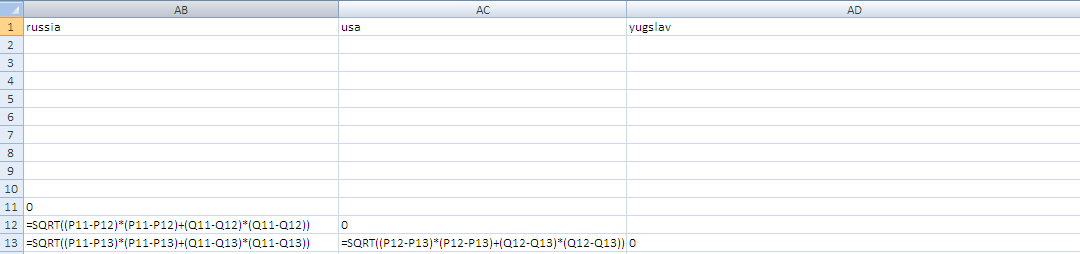 AB AC AD
1 russia usa yugslav
2
3
4
5
6
7
8
9
10
11 0
12 =SQRT((P11-P12)*(P11-P12)+(Q11-Q12)*(Q11-Q12)) 0
13 =SQRT((P11-P13)*(P11-P13)+(Q11-Q13)*(Q11-Q13)) =SQRT((P12-P13)*(P12-P13)+(Q12-Q13)*(Q12-Q13)) 0